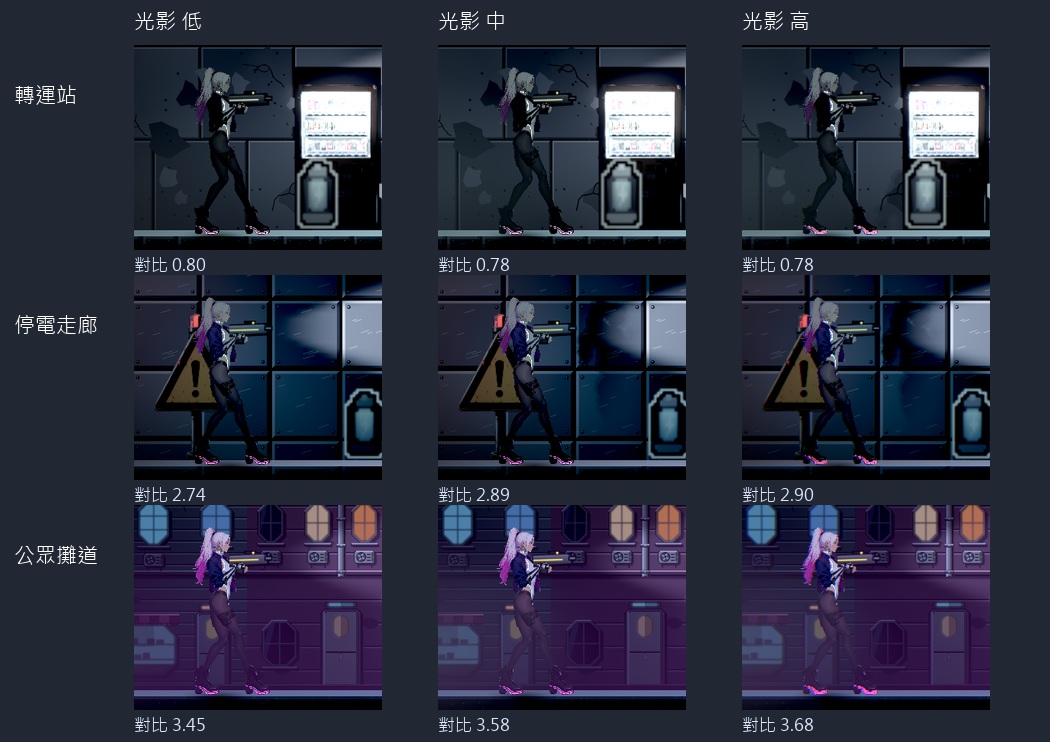 光影 低
光影 中
光影 高
轉運站
對比 0.80
對比 0.78
對比 0.78
停電走廊
對比 2.74
對比 2.89
對比 2.90
公眾攤道
對比 3.45
對比 3.58
對比 3.68